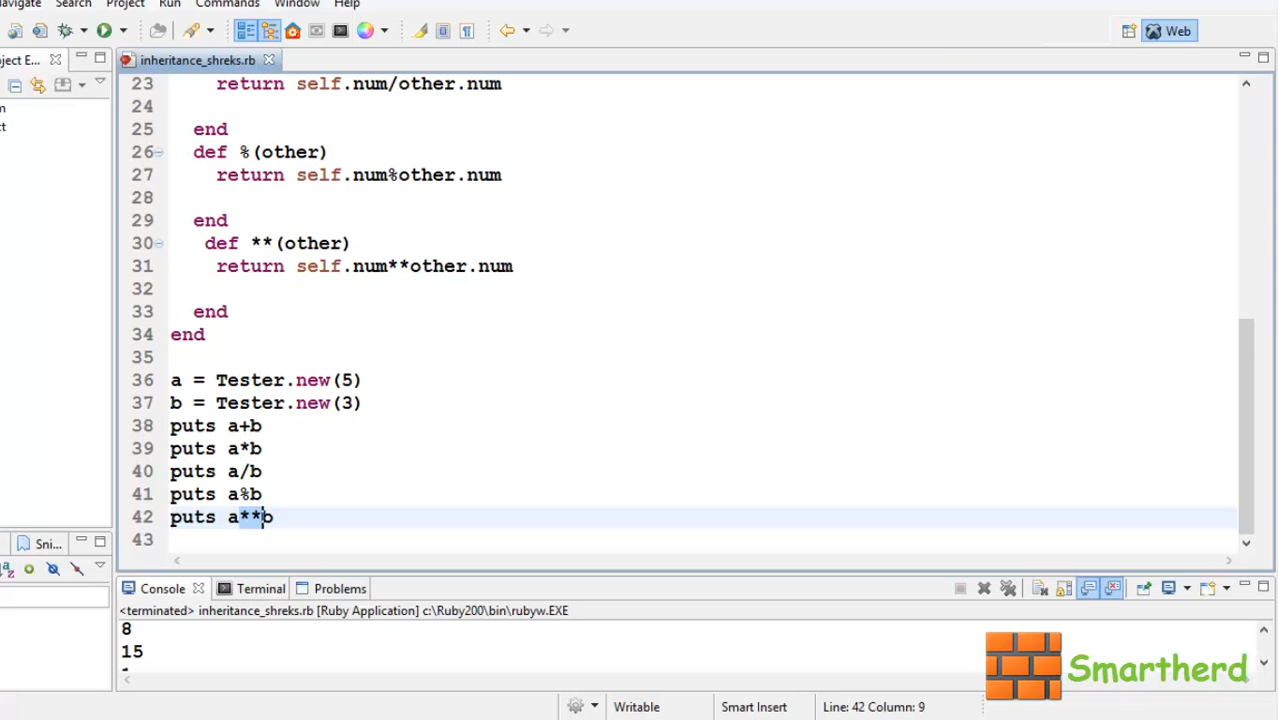 Navigate Search Project Run Commands Window Help
Web
oject E...
inheritance_shreks.rb
23 return self.num/other.num
24
25 end
26 def %(other)
27 return self.num%other.num
28
29 end
30 def **(other)
31 return self.num**other.num
32
33 end
34 end
35
36 a = Tester.new(5)
37 b = Tester.new(3)
38 puts a+b
39 puts a*b
40 puts a/b
41 puts a%b
42 puts a**b
43
Sni...
Console Terminal Problems
<terminated> inheritance_shreks.rb [Ruby Application] c:\Ruby200\bin\rubyw.EXE
8
15
Smartherd
Writable Smart Insert Line: 42 Column: 9